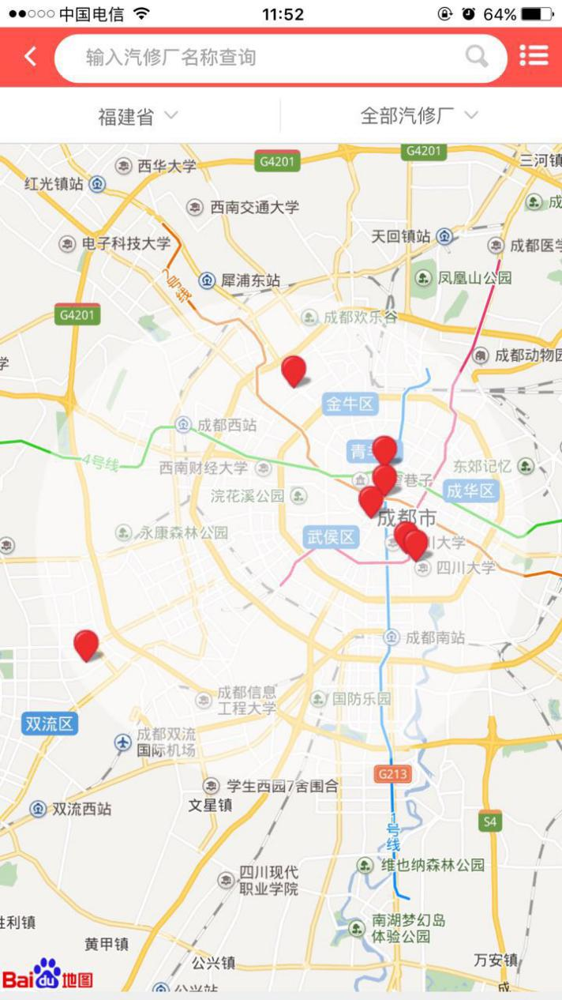 中国电信
11:52
64%
输入汽修厂名称查询
福建省
全部汽修厂
G4201
G4201
三河镇
西华大学
红光镇站
西南交通大学
成
天回镇站
电子科技大学
成都医学
2号线
犀浦东站
凤凰山公园
G4201
成都欢乐谷
学
成都动物园
金牛区
成都西站
青羊
4号线
西南财经大学
巷子
东郊记忆
成华区
浣花溪公园
成都市
永康森林公园
武侯区
川大学
四川大学
成都南站
成都信息
工程大学
国防乐园
双流区
成都双流
国际机场
G213
学生西园7舍围合
文星镇
双流西站
1号线
S4
维也纳森林公园
四川现代
职业学院
南湖梦幻岛
体验公园
胜利镇
黄甲镇
公兴镇
万安镇
Bai du 地图
公兴站
成